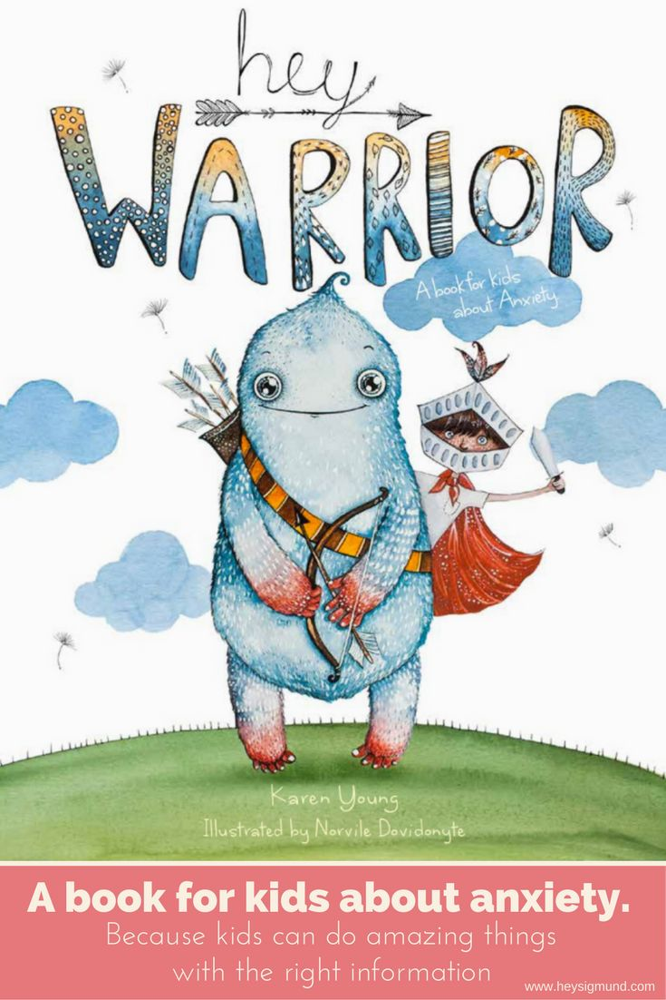 hey
WARRIOR
A book for kids
about Anxiety
Karen Young
Illustrated by Norvile Dovidonyte
A book for kids about anxiety.
Because kids can do amazing things
with the right information
www.heysigmund.com